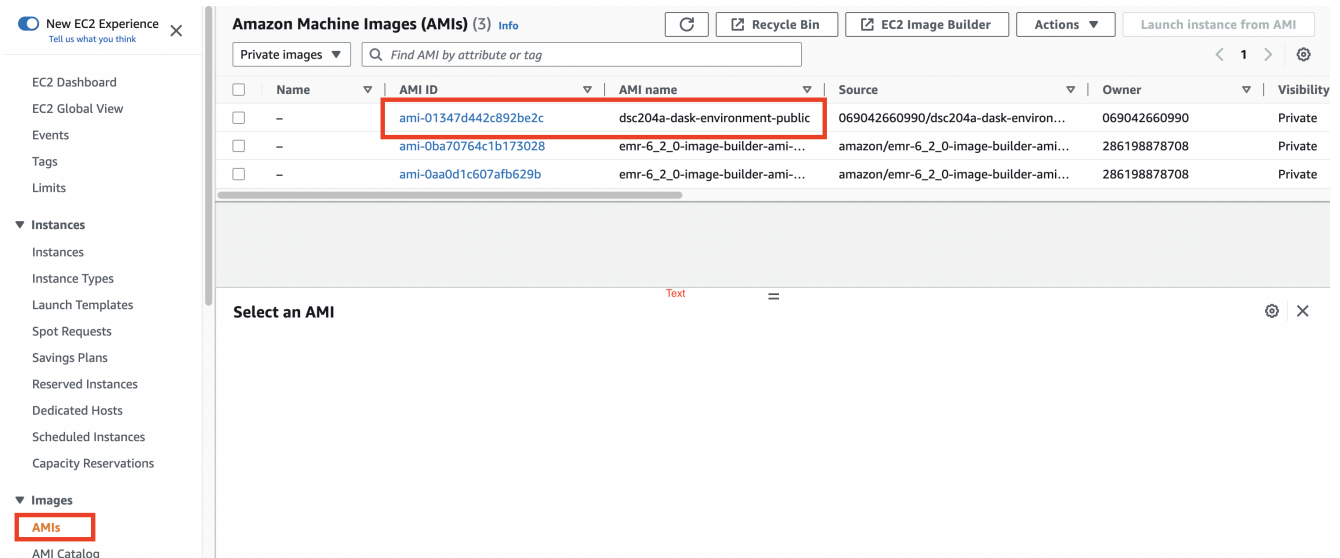 New EC2 Experience
Tell us what you think
EC2 Dashboard
EC2 Global View
Events
Tags
Limits
Instances
Instances
Instance Types
Launch Templates
Spot Requests
Savings Plans
Reserved Instances
Dedicated Hosts
Scheduled Instances
Capacity Reservations
Images
AMIs
AMI Catalog
Amazon Machine Images (AMIs) (3) Info
Recycle Bin
EC2 Image Builder
Actions
Launch instance from AMI
Private images
Find AMI by attribute or tag
1
Name AMI ID AMI name Source Owner Visibility
– ami-01347d442c892be2c dsc204a-dask-environment-public 069042660990/dsc204a-dask-environ... 069042660990 Private
– ami-0ba70764c1b173028 emr-6_2_0-image-builder-ami-... amazon/emr-6_2_0-image-builder-ami... 286198878708 Private
– ami-0aa0d1c607afb629b emr-6_2_0-image-builder-ami-... amazon/emr-6_2_0-image-builder-ami... 286198878708 Private
Text
Select an AMI